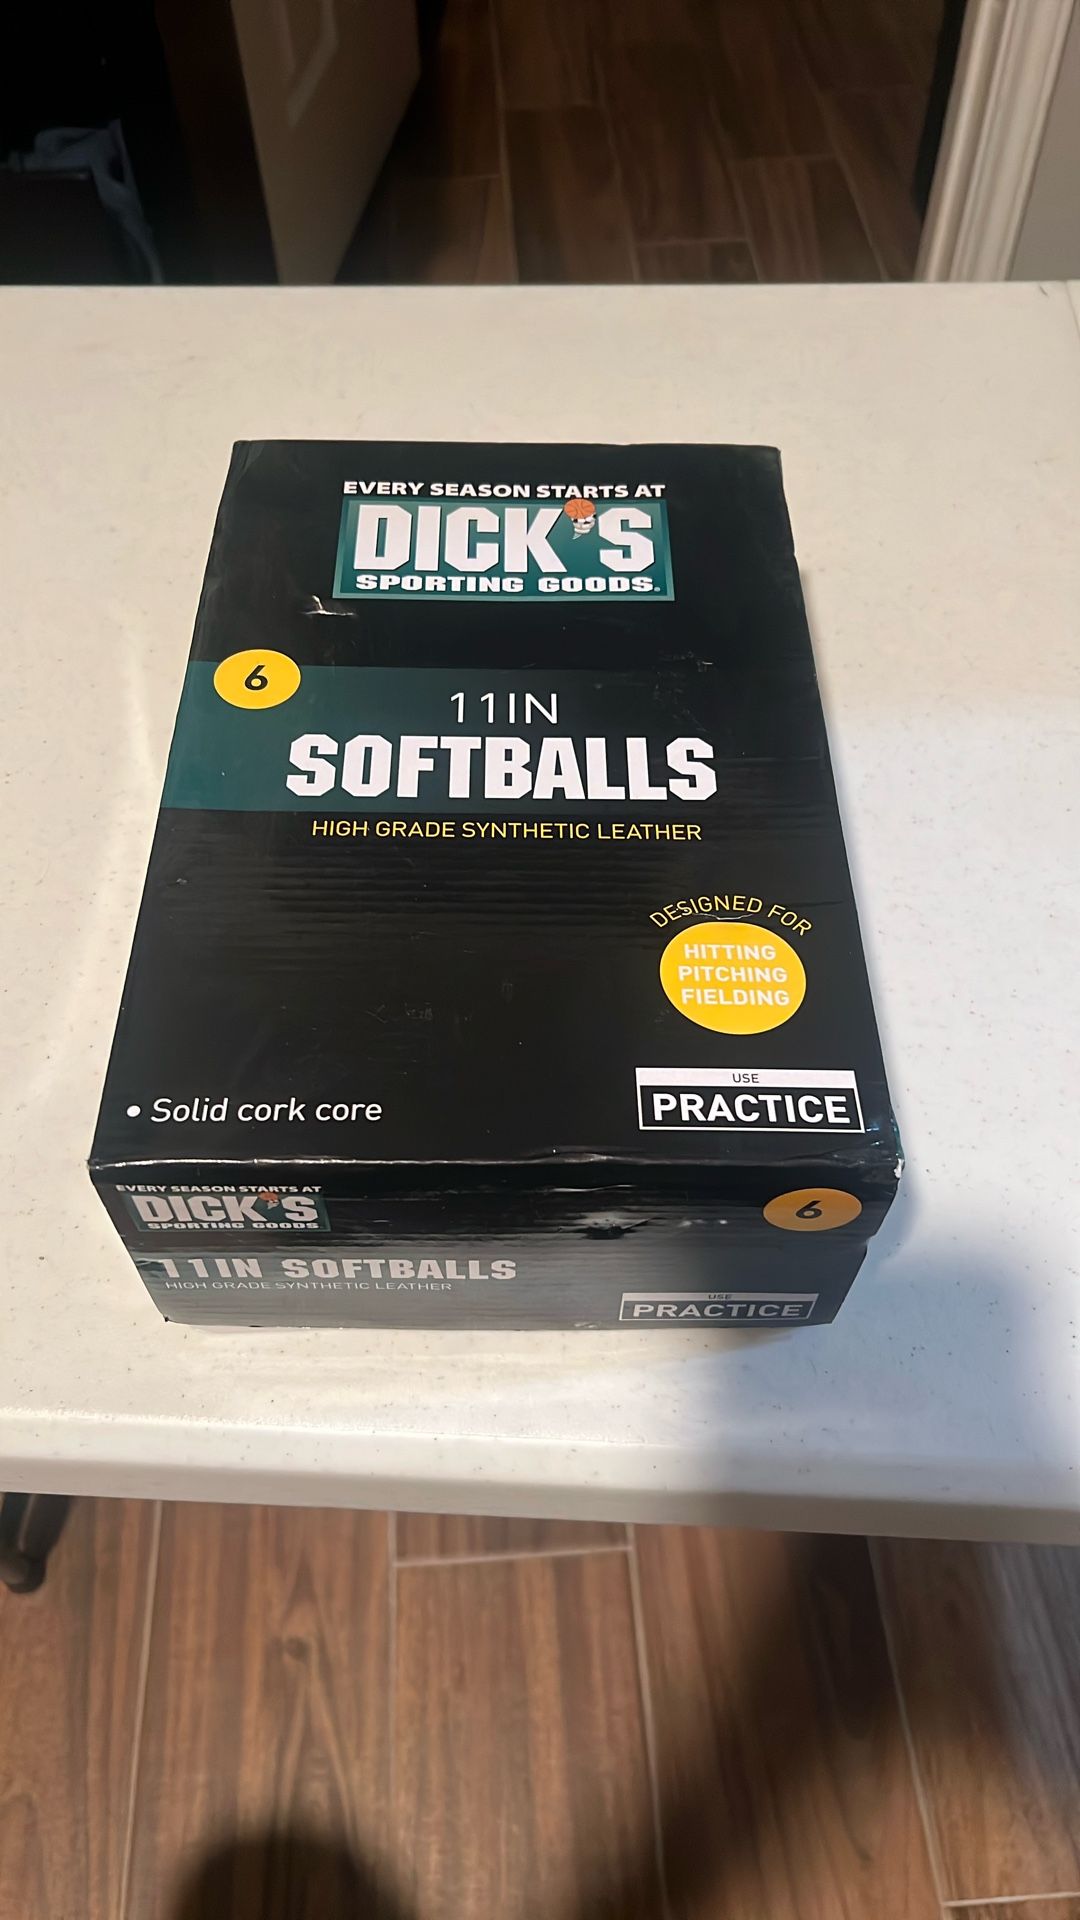 EVERY SEASON STARTS AT
DICK'S
SPORTING GOODS®
6
11IN
SOFTBALLS
HIGH GRADE SYNTHETIC LEATHER
DESIGNED FOR
HITTING
PITCHING
FIELDING
• Solid cork core
USE
PRACTICE
EVERY SEASON STARTS AT
DICK'S
SPORTING GOODS
6
11IN SOFTBALLS
HIGH GRADE SYNTHETIC LEATHER
USE
PRACTICE